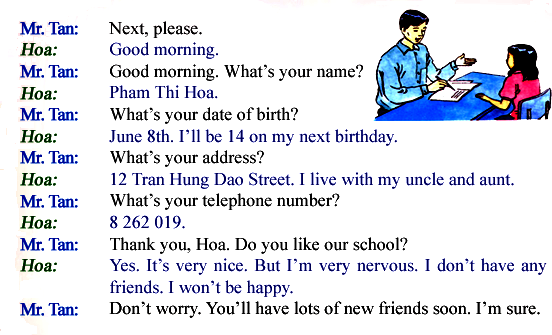 Mr. Tan: Next, please.
Hoa: Good morning.
Mr. Tan: Good morning. What's your name?
Hoa: Pham Thi Hoa.
Mr. Tan: What's your date of birth?
Hoa: June 8th. I'll be 14 on my next birthday.
Mr. Tan: What's your address?
Hoa: 12 Tran Hung Dao Street. I live with my uncle and aunt.
Mr. Tan: What's your telephone number?
Hoa: 8 262 019.
Mr. Tan: Thank you, Hoa. Do you like our school?
Hoa: Yes. It's very nice. But I'm very nervous. I don't have any
friends. I won't be happy.
Mr. Tan: Don't worry. You'll have lots of new friends soon. I'm sure.